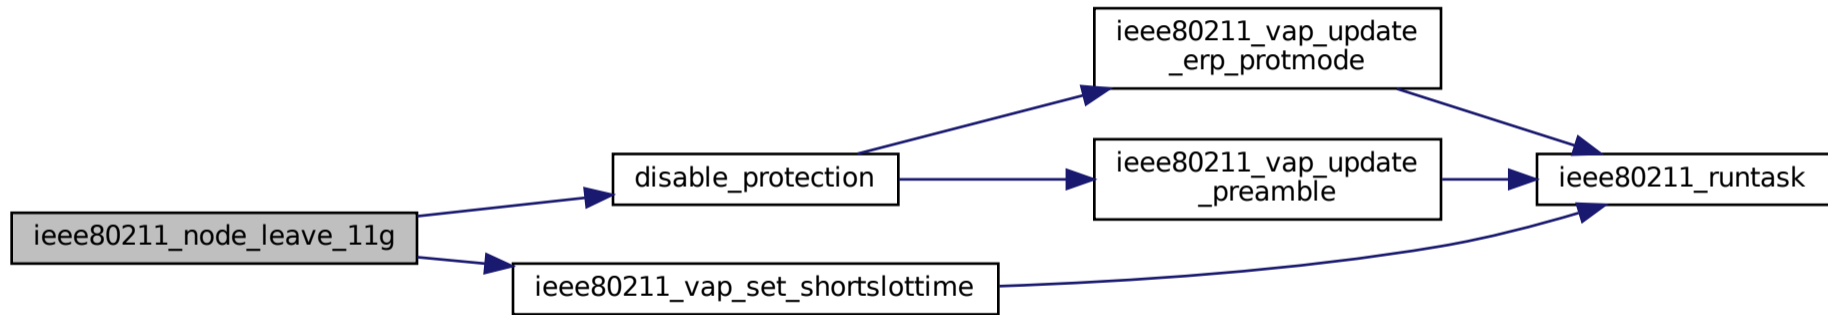 ieee80211_vap_update
_erp_protmode
disable_protection
ieee80211_vap_update
_preamble
ieee80211_runtask
ieee80211_node_leave_11g
ieee80211_vap_set_shortslottime